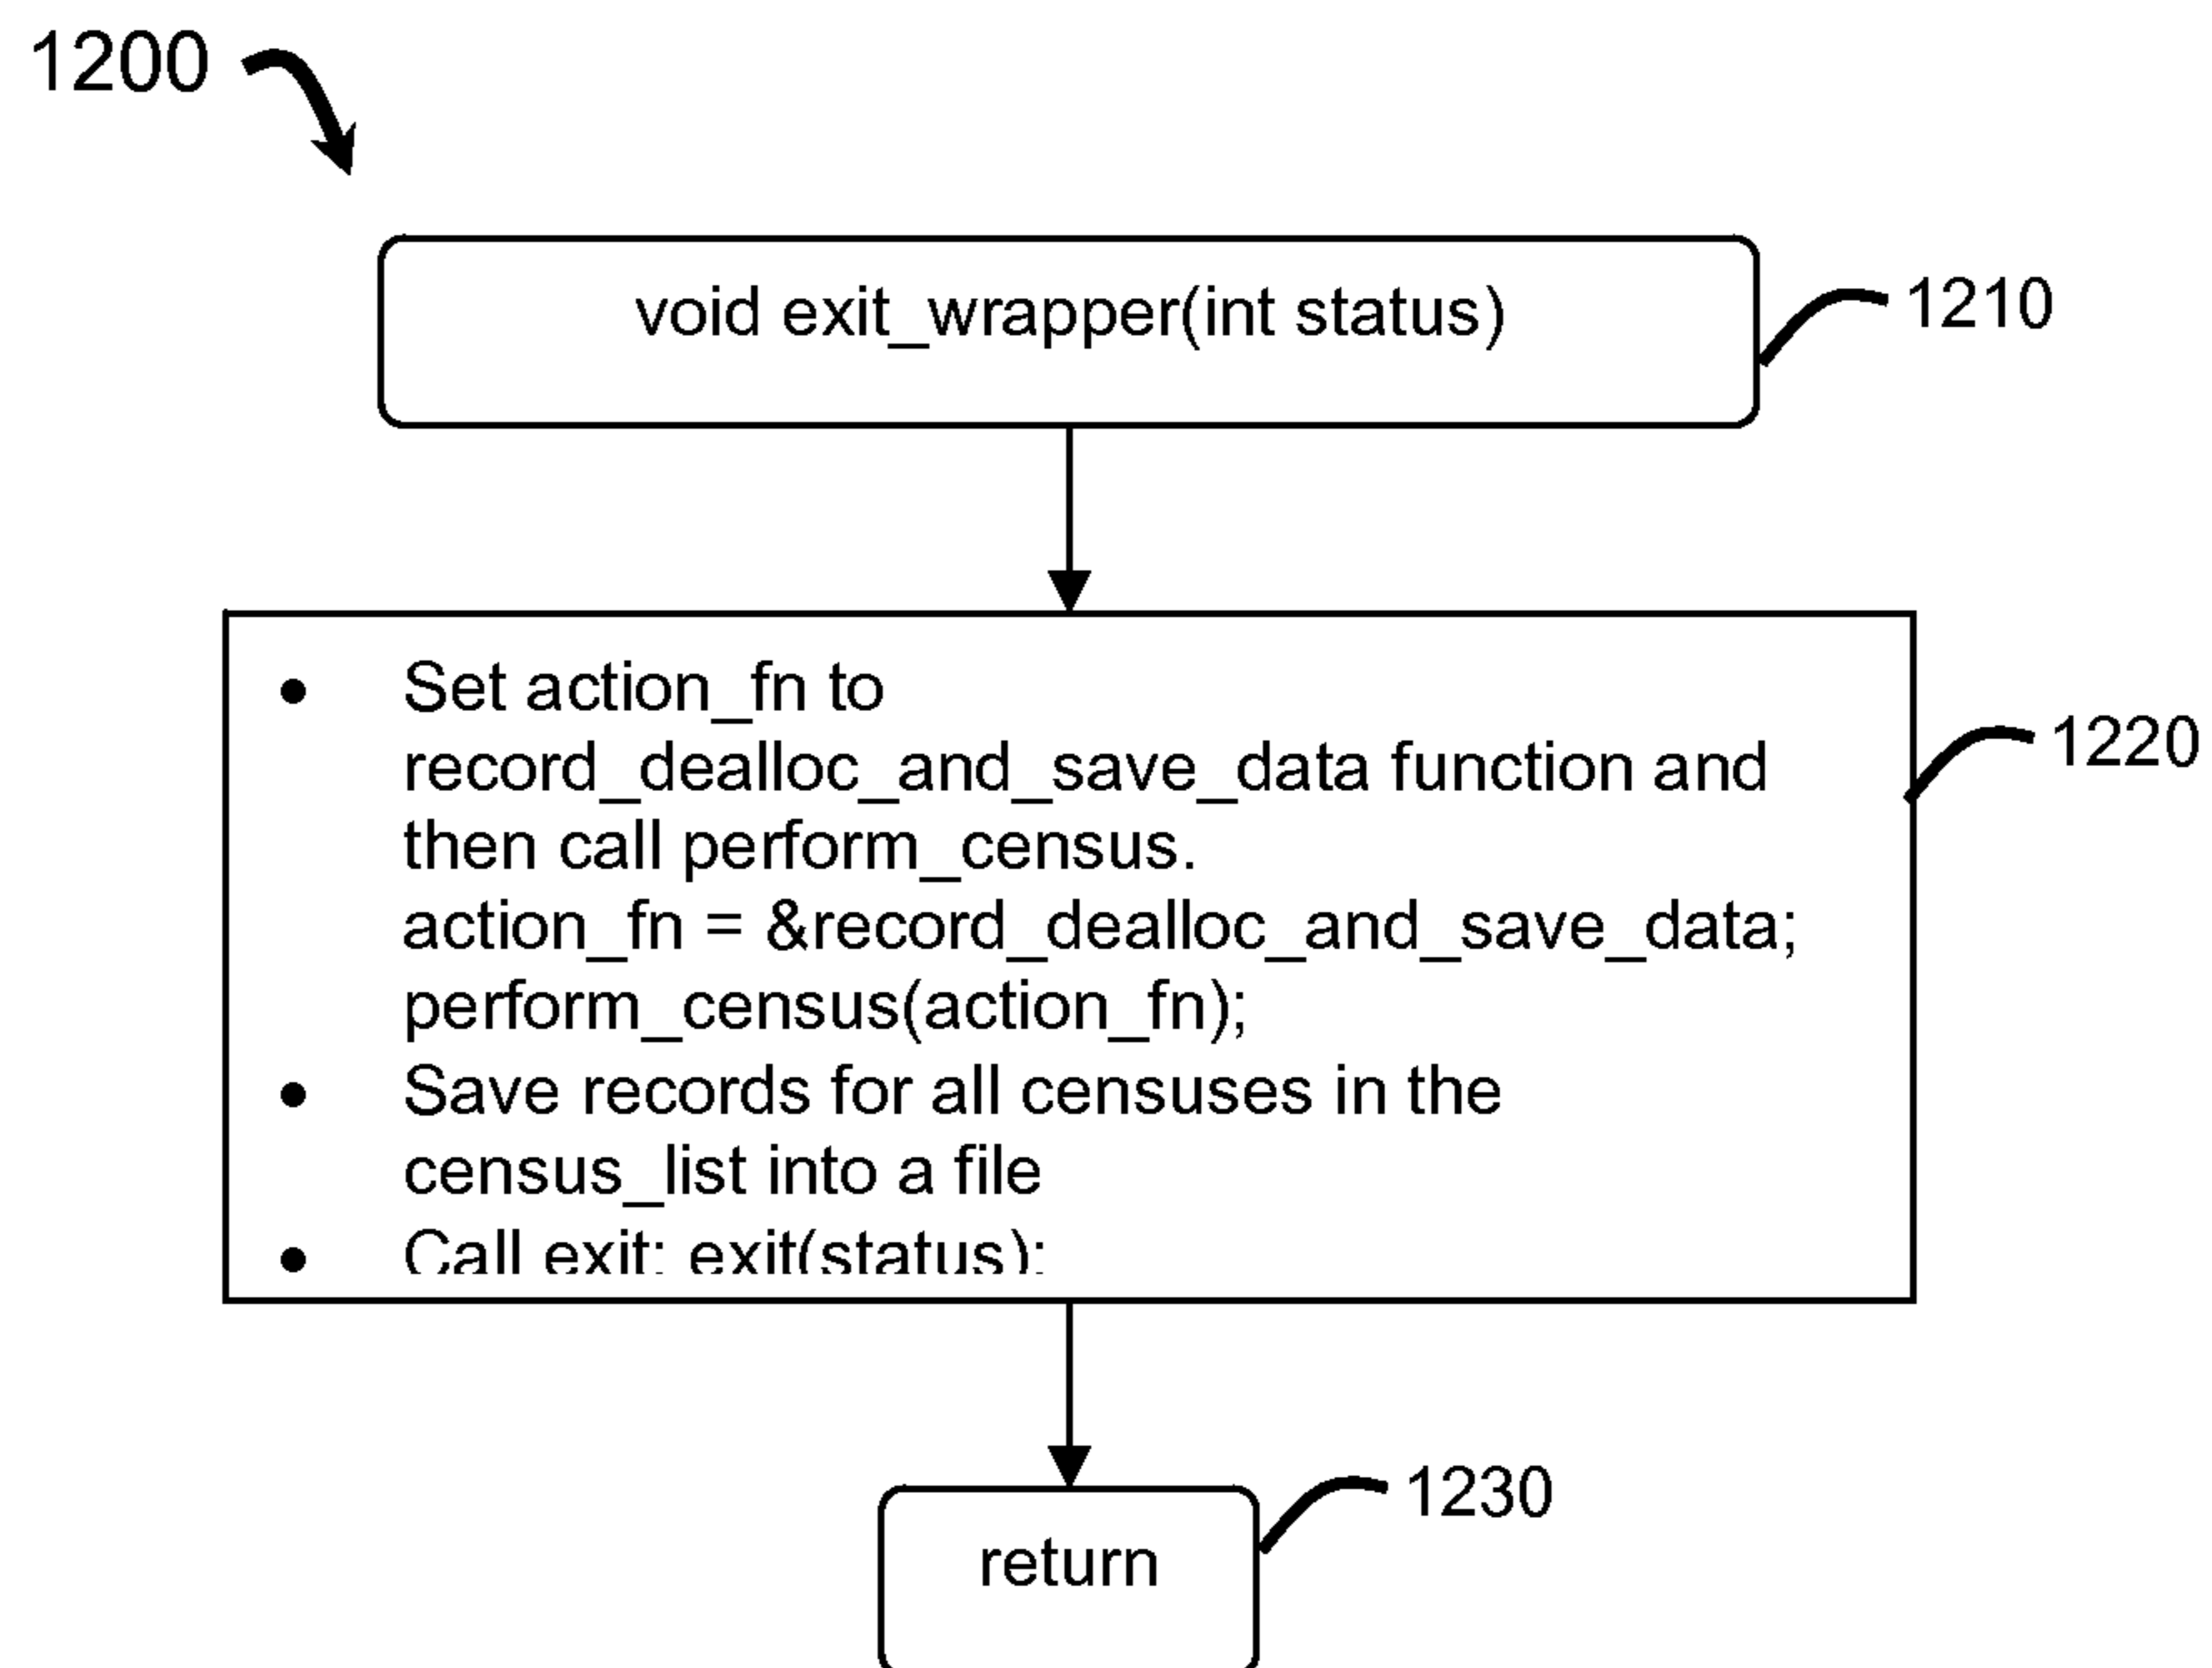 1200
void exit_wrapper(int status)
1210
• Set action_fn to
record_dealloc_and_save_data function and
then call perform_census.
action_fn = &record_dealloc_and_save_data;
perform_census(action_fn);
• Save records for all censuses in the
census_list into a file
• Call exit: exit(status);
1220
return
1230